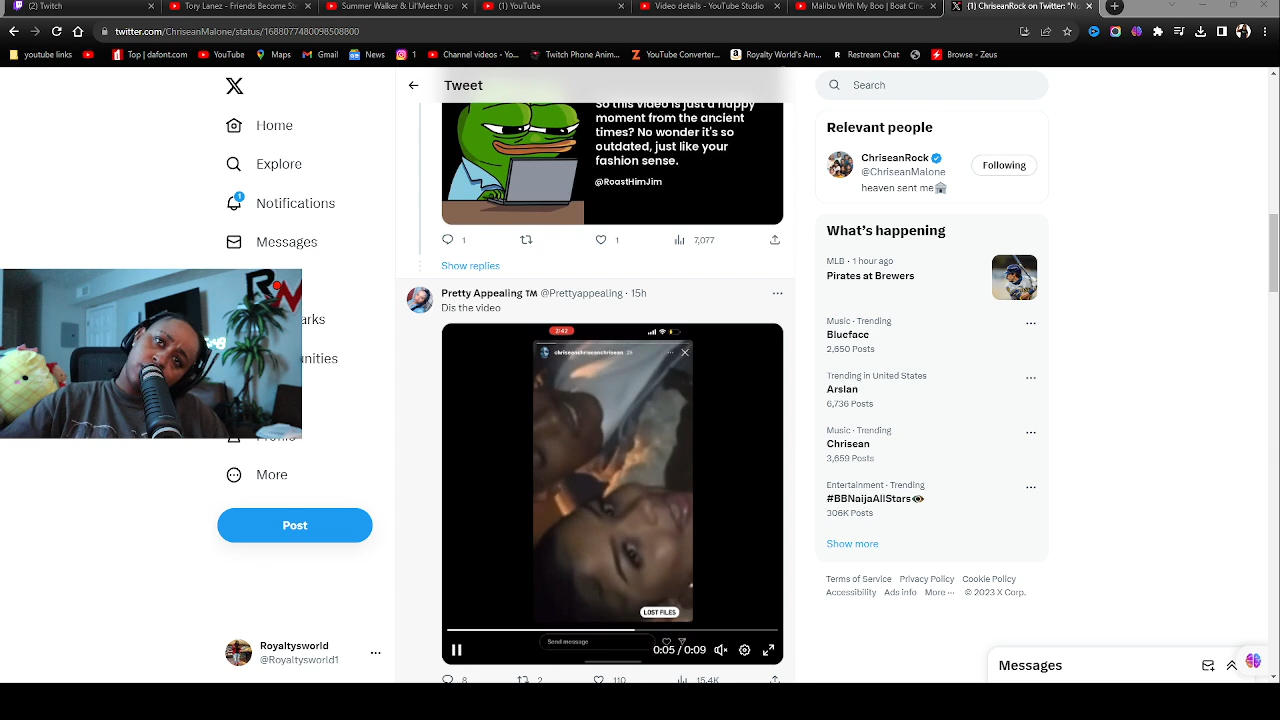 (2) Twitch
Tory Lanez - Friends Become St
Summer Walker & Lil'Meech go
(1) YouTube
Video details - YouTube Studio
Malibu With My Boo | Boat Cine
ChriseanRock on Twitter: "No
twitter.com/ChriseanMalone/status/1688077480098508800
youtube links
Top | dafont.com
YouTube
Maps
Gmail
News
1
Channel videos - Yo...
Twitch Phone Anim...
YouTube Converter...
Royalty World's Am...
Restream Chat
Browse - Zeus
Home
Explore
1
Notifications
Messages
More
Post
Royaltysworld
@Royaltysworld1
Tweet
So this video is just a happy
moment from the ancient
times? No wonder it's so
outdated, just like your
fashion sense.
@RoastHimJim
1
1
7,077
Show replies
Pretty Appealing ™ @Prettyappealing · 15h
Dis the video
2:42
chriseanchriseanchrisean 2h
LOST FILES
Send message
0:05 / 0:09
8
2
110
15.4K
Search
Relevant people
ChriseanRock
@ChriseanMalone
heaven sent me
Following
What's happening
MLB · 1 hour ago
Pirates at Brewers
Music · Trending
Blueface
2,650 Posts
Trending in United States
Arslan
6,736 Posts
Music · Trending
Chrisean
3,659 Posts
Entertainment · Trending
#BBNaijaAllStars
306K Posts
Show more
Terms of Service Privacy Policy Cookie Policy
Accessibility Ads info More ··· © 2023 X Corp.
Messages